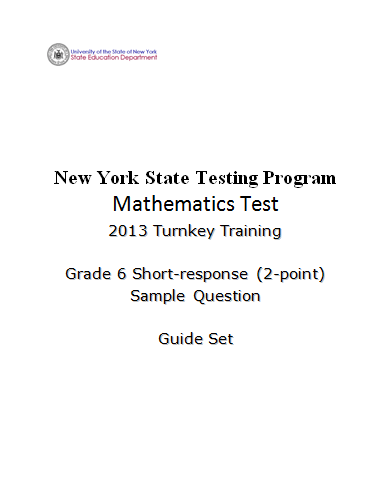 University of the State of New York
State Education Department
New York State Testing Program
Mathematics Test
2013 Turnkey Training
Grade 6 Short-response (2-point)
Sample Question
Guide Set